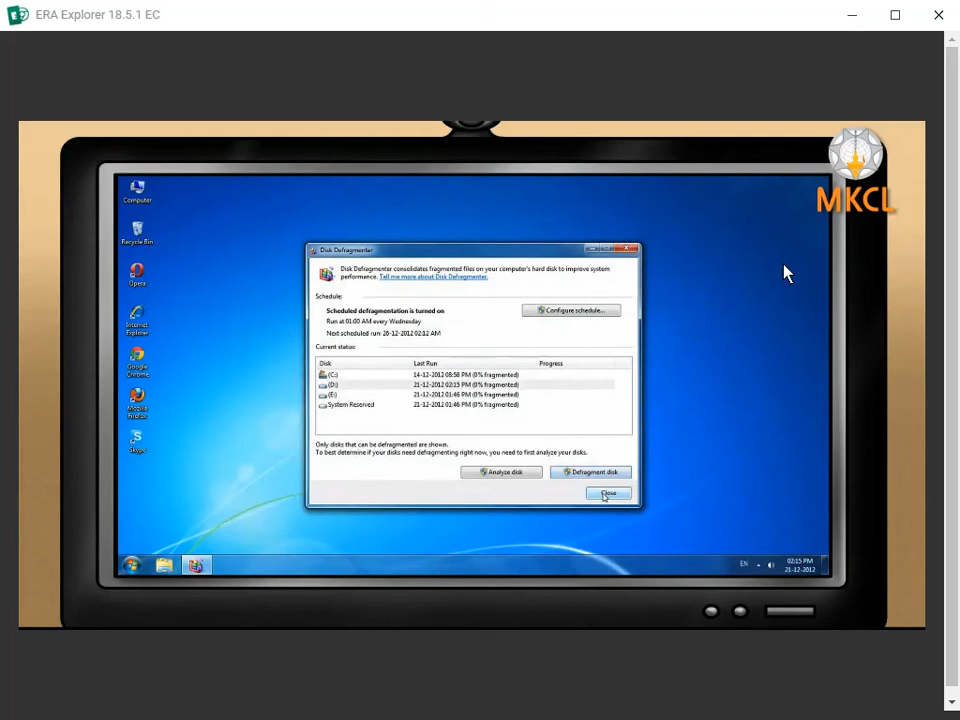 ERA Explorer 18.5.1 EC
MKCL
Computer
Recycle Bin
Opera
Internet
Explorer
Google
Chrome
Mozilla
Firefox
Skype
Disk Defragmenter
Disk Defragmenter consolidates fragmented files on your computer's hard disk to improve system
performance. Tell me more about Disk Defragmenter.
Schedule:
Scheduled defragmentation is turned on
Run at 01:00 AM every Wednesday
Next scheduled run: 26-12-2012 02:12 AM
Configure schedule...
Current status:
Disk Last Run Progress
(C:) 14-12-2012 08:58 PM (0% fragmented)
(D:) 21-12-2012 02:15 PM (0% fragmented)
(E:) 21-12-2012 01:46 PM (0% fragmented)
System Reserved 21-12-2012 01:46 PM (0% fragmented)
Only disks that can be defragmented are shown.
To best determine if your disks need defragmenting right now, you need to first analyze your disks.
Analyze disk Defragment disk
Close
EN 02:15 PM
21-12-2012